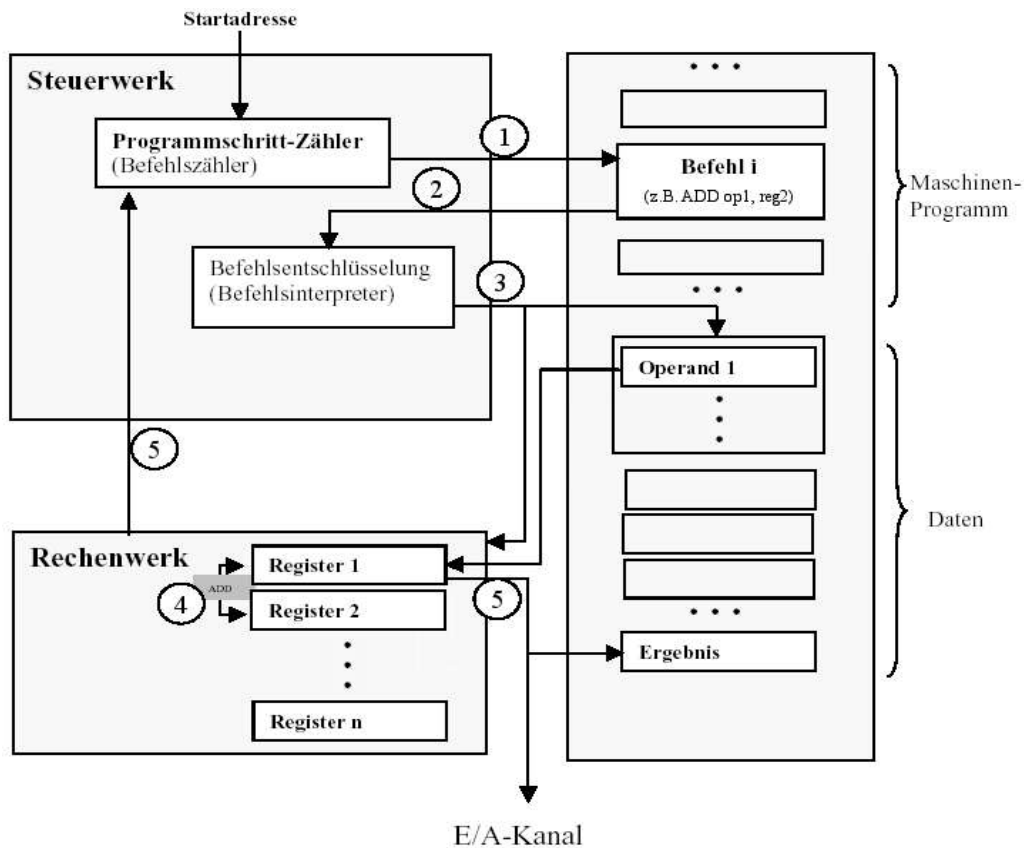 Startadresse
Steuerwerk
Programmschritt-Zähler
(Befehlszähler)
1
• • •
Befehl i
(z.B. ADD op1, reg2)
Maschinen-
Programm
2
Befehlsentschlüsselung
(Befehlsinterpreter)
3
• • •
Operand 1
5
Daten
Rechenwerk
Register 1
ADD
4
Register 2
5
• • •
Ergebnis
Register n
E/A-Kanal